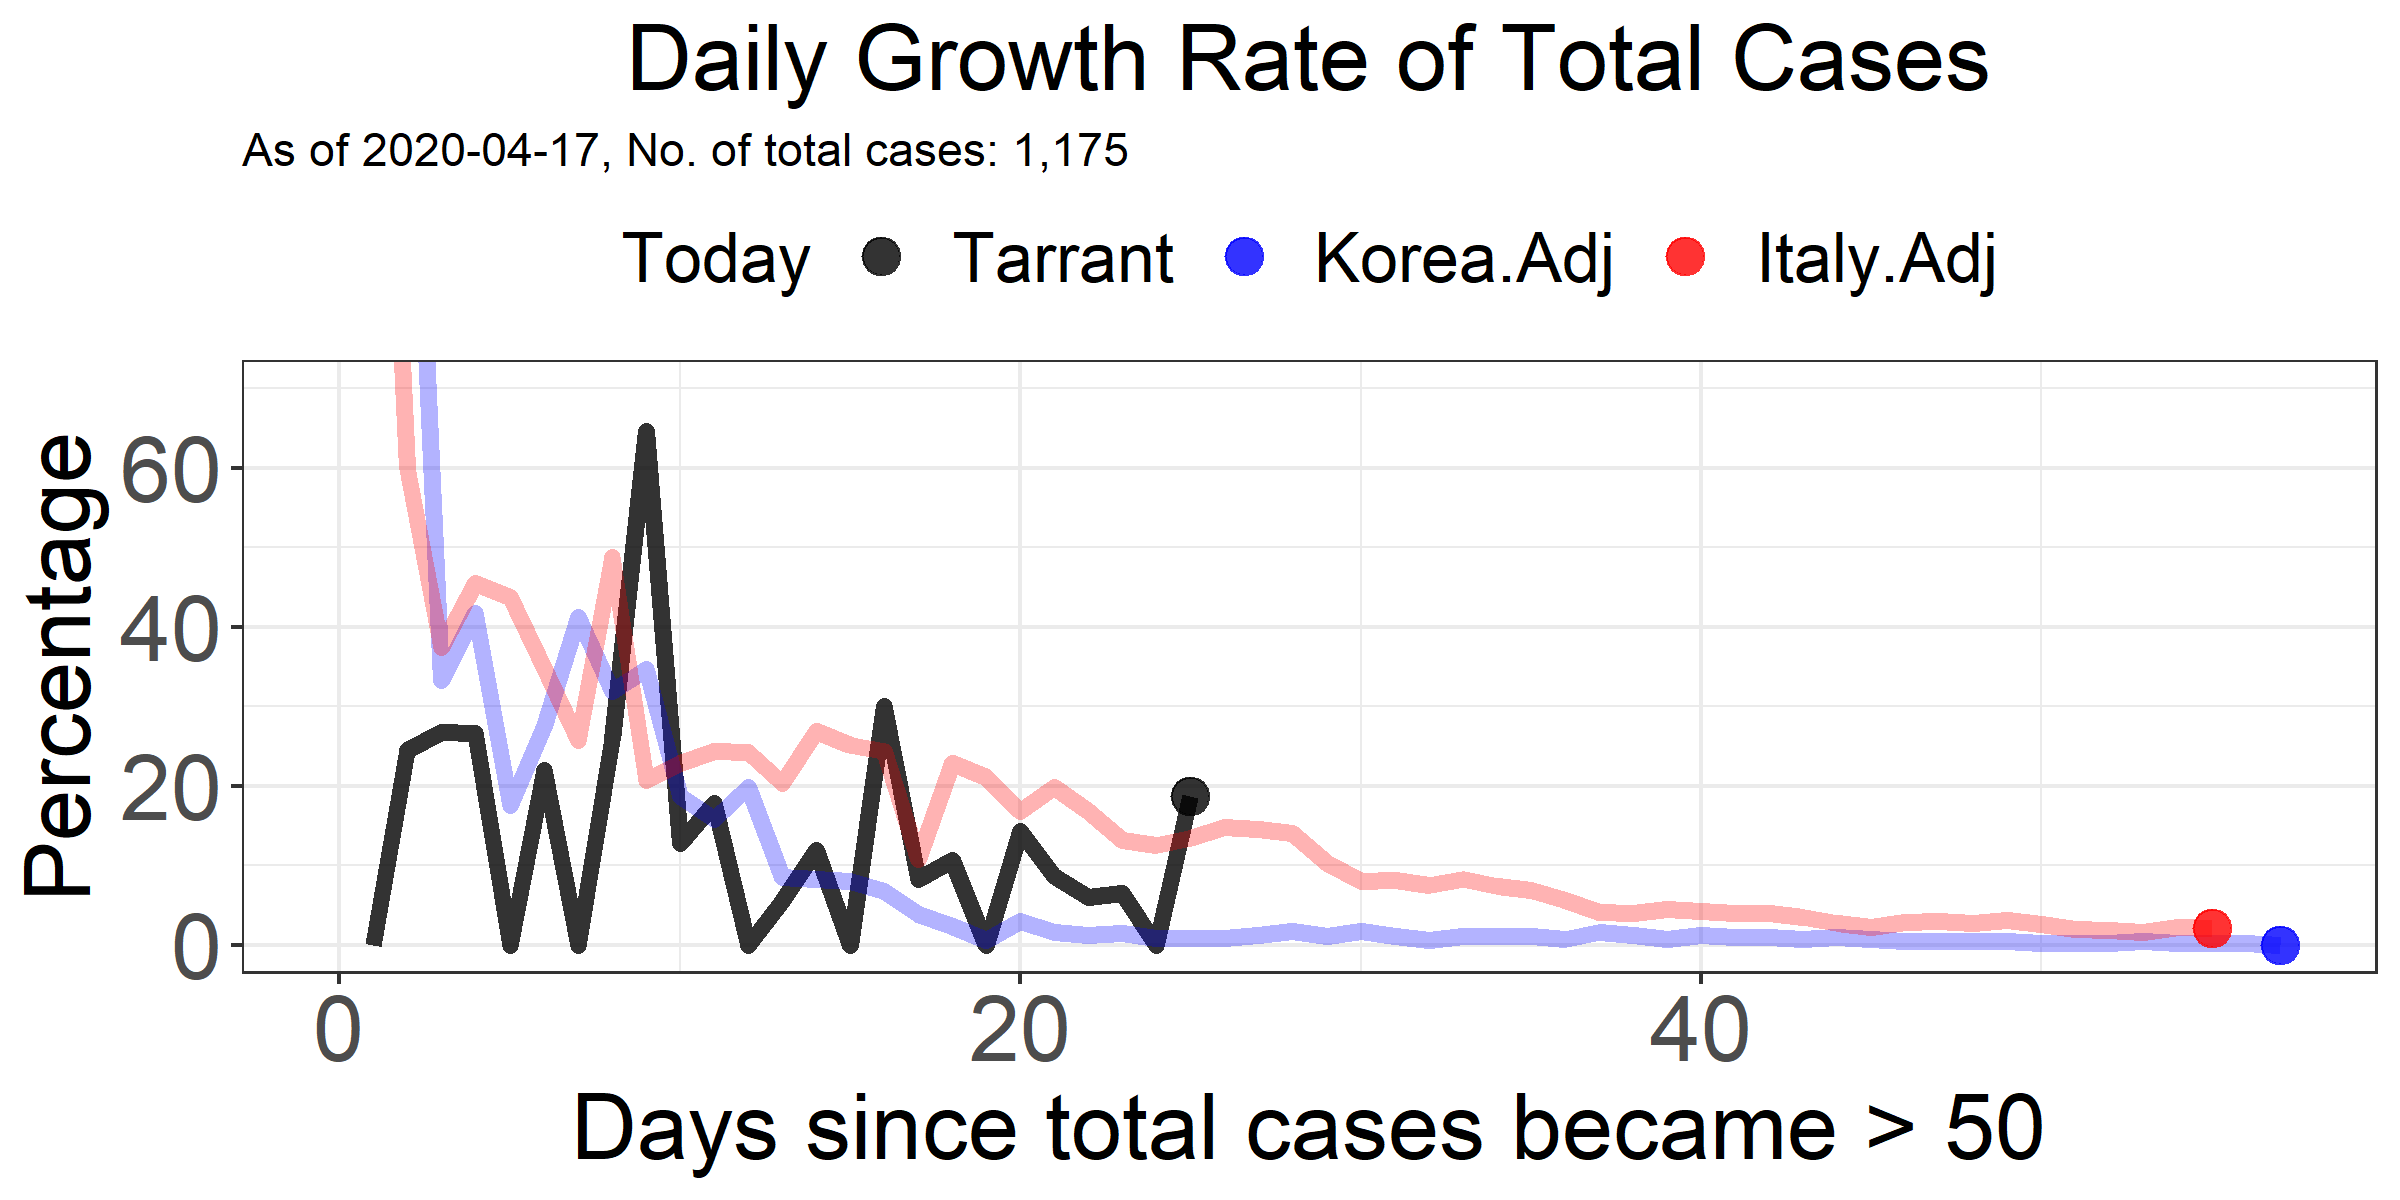 Daily Growth Rate of Total Cases
As of 2020-04-17, No. of total cases: 1,175
Today Tarrant Korea.Adj Italy.Adj
Percentage
60
40
20
0
0 20 40
Days since total cases became > 50